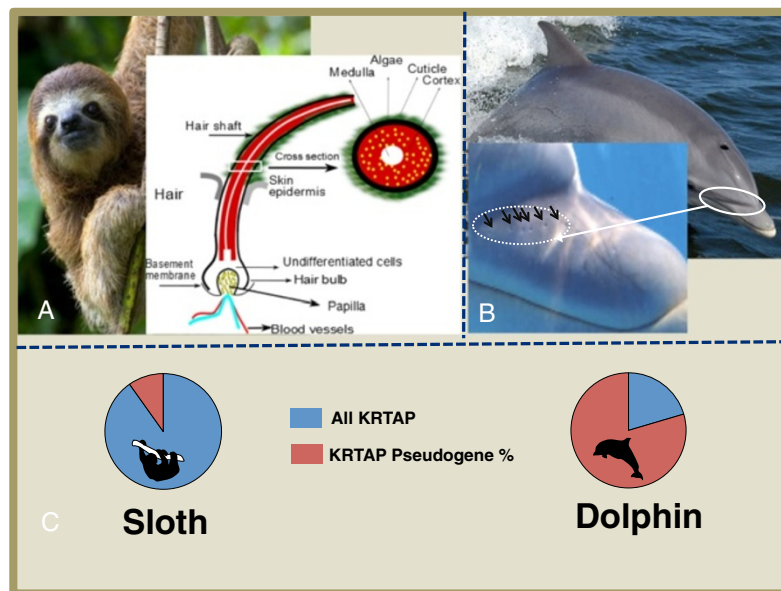 Algae
Medulla
Cuticle
Cortex
Hair shaft
Cross section
Hair
Skin
epidermis
Basement
membrane
Undifferentiated cells
Hair bulb
Papilla
Blood vessels
A
B
All KRTAP
KRTAP Pseudogene %
Sloth
Dolphin
C